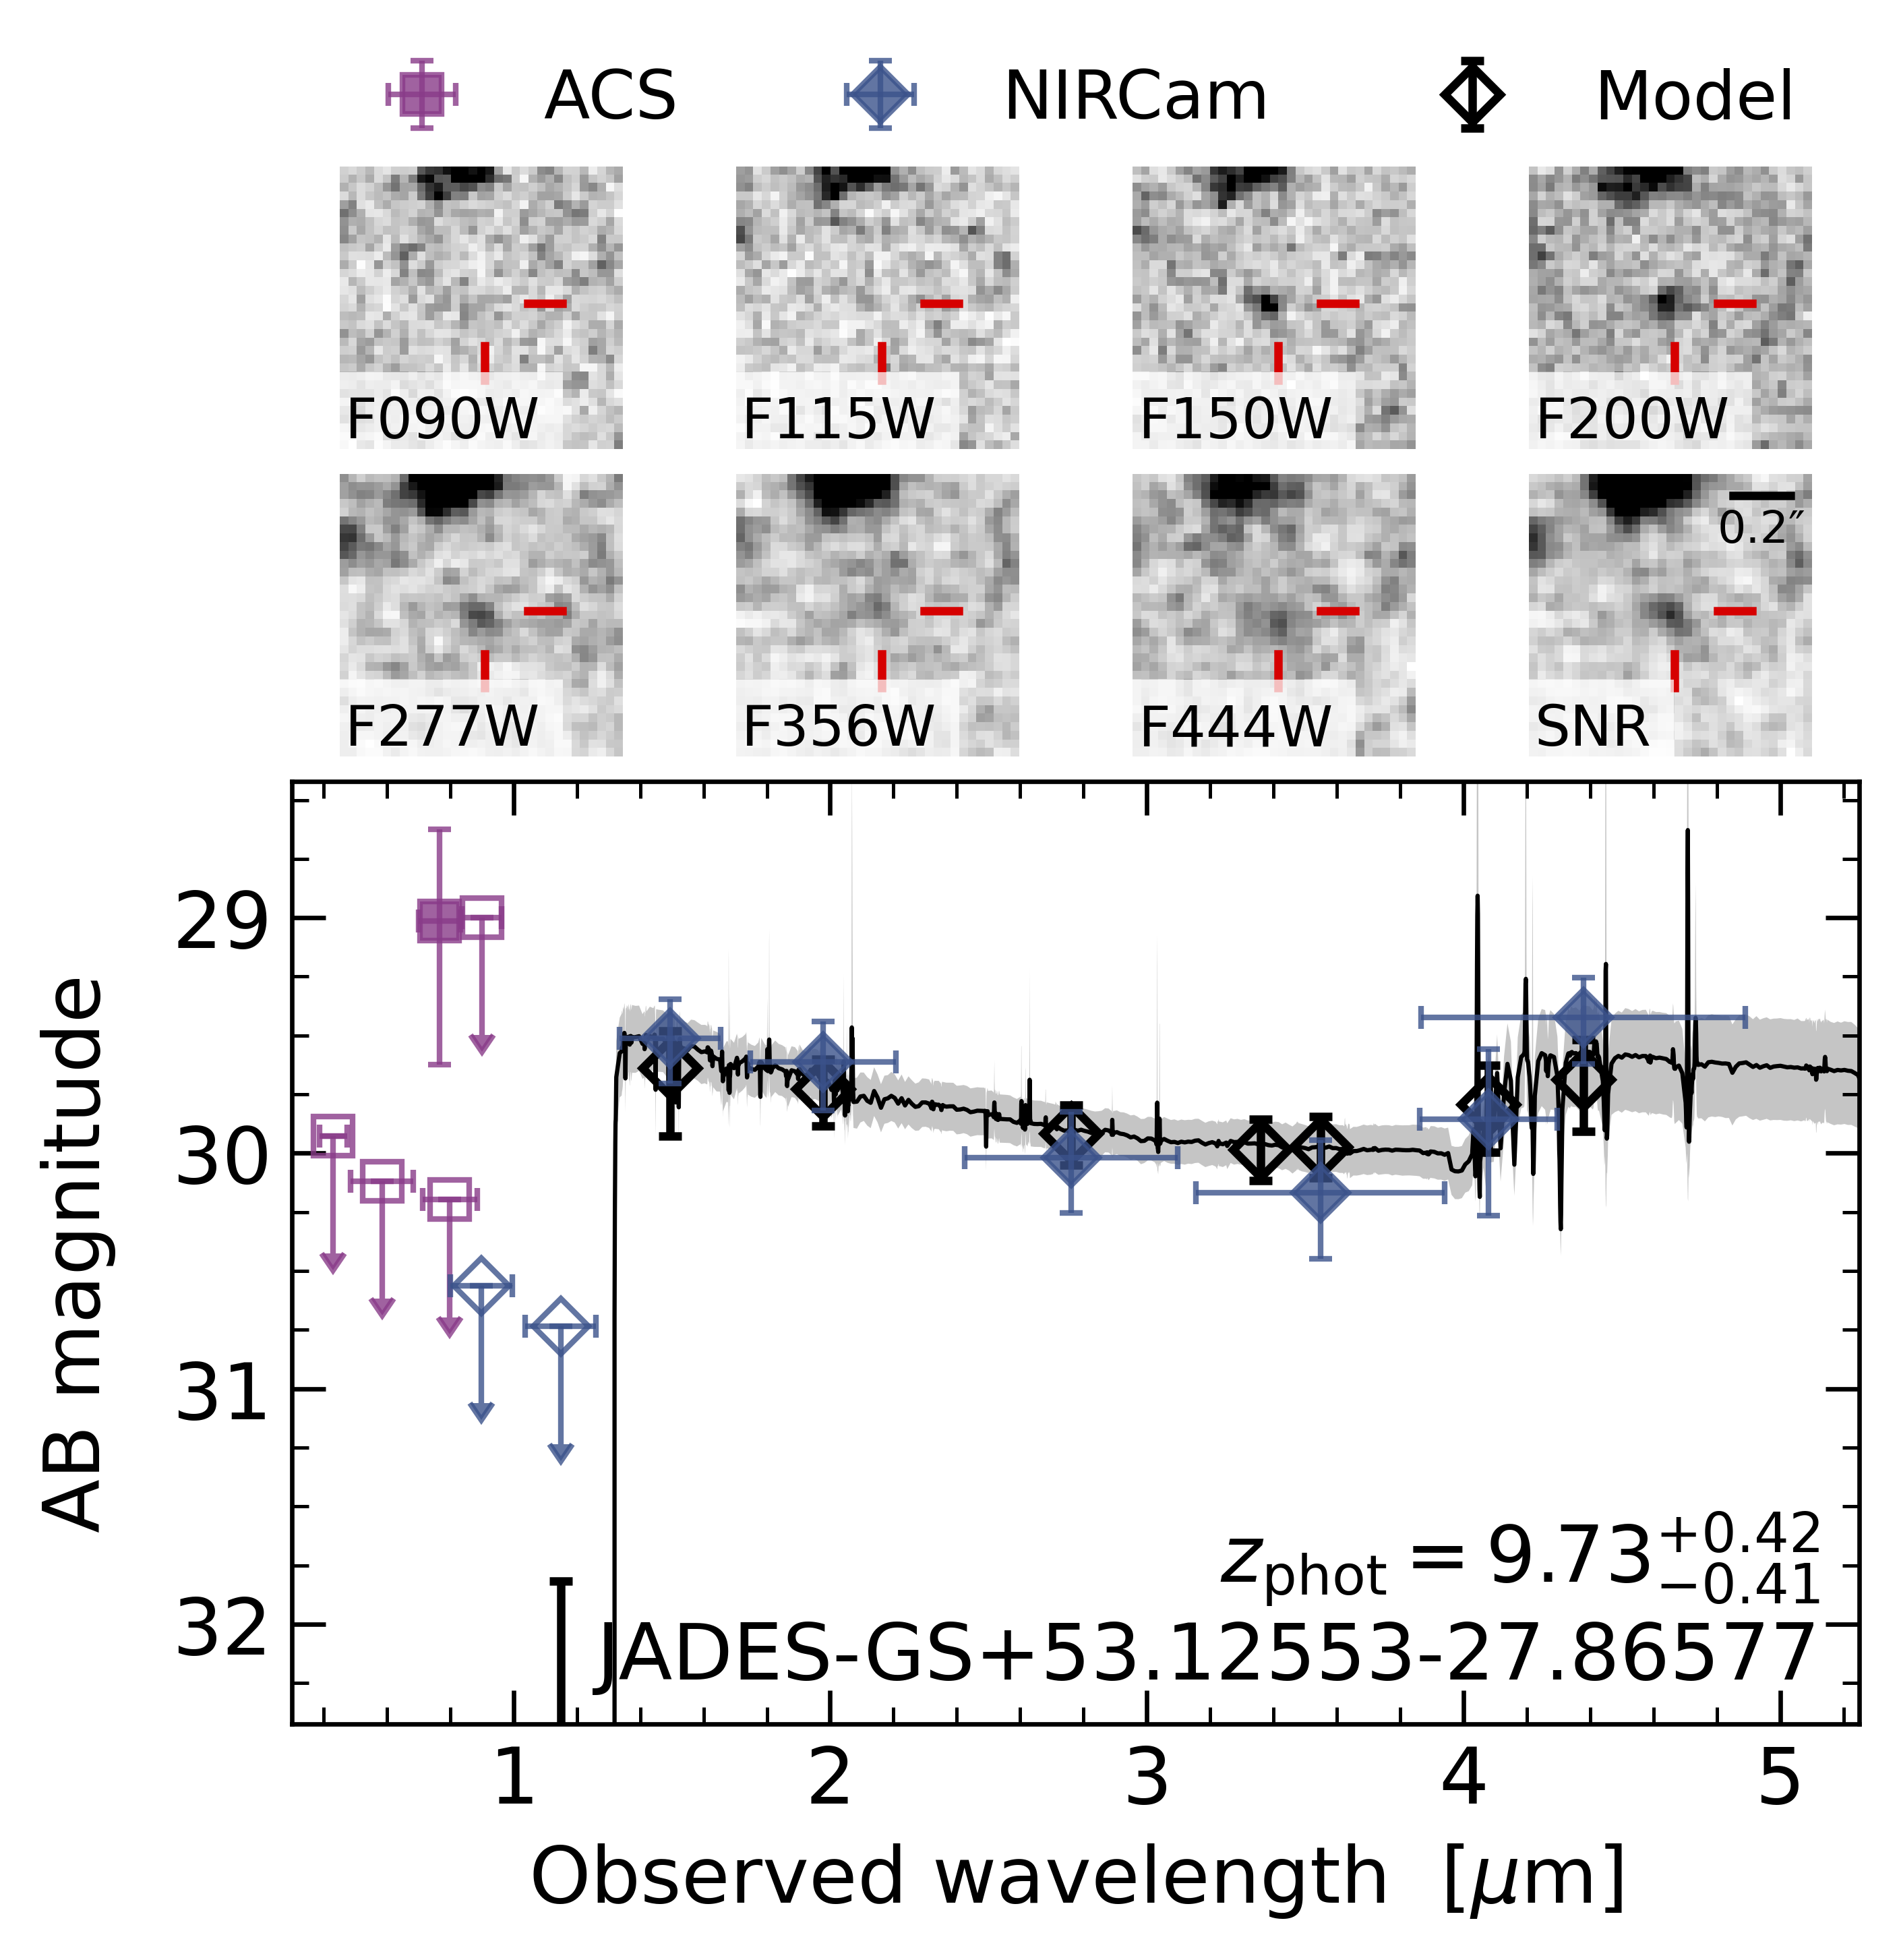 ACS NIRCam Model
F090W F115W F150W F200W
0.2″
F277W F356W F444W SNR
29
30
31
32
AB magnitude
z_phot = 9.73 +0.42 −0.41
JADES-GS+53.12553-27.86577
1 2 3 4 5
Observed wavelength [μm]